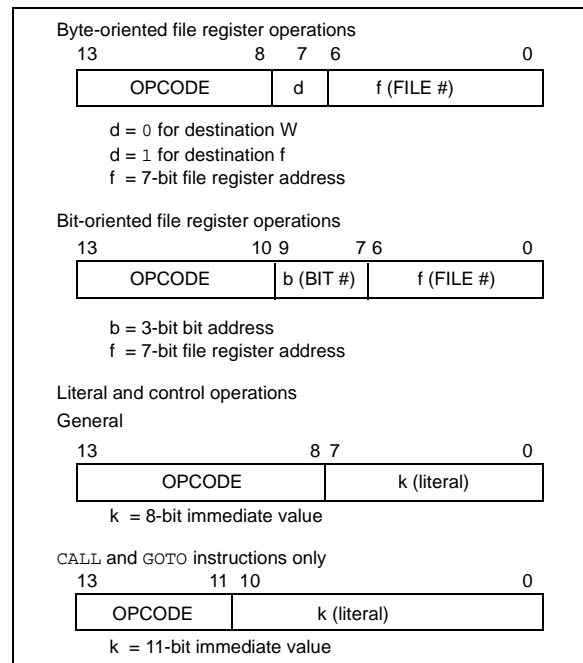 Byte-oriented file register operations
13 8 7 6 0
OPCODE d f (FILE #)
d = 0 for destination W
d = 1 for destination f
f = 7-bit file register address
Bit-oriented file register operations
13 10 9 7 6 0
OPCODE b (BIT #) f (FILE #)
b = 3-bit bit address
f = 7-bit file register address
Literal and control operations
General
13 8 7 0
OPCODE k (literal)
k = 8-bit immediate value
CALL and GOTO instructions only
13 11 10 0
OPCODE k (literal)
k = 11-bit immediate value